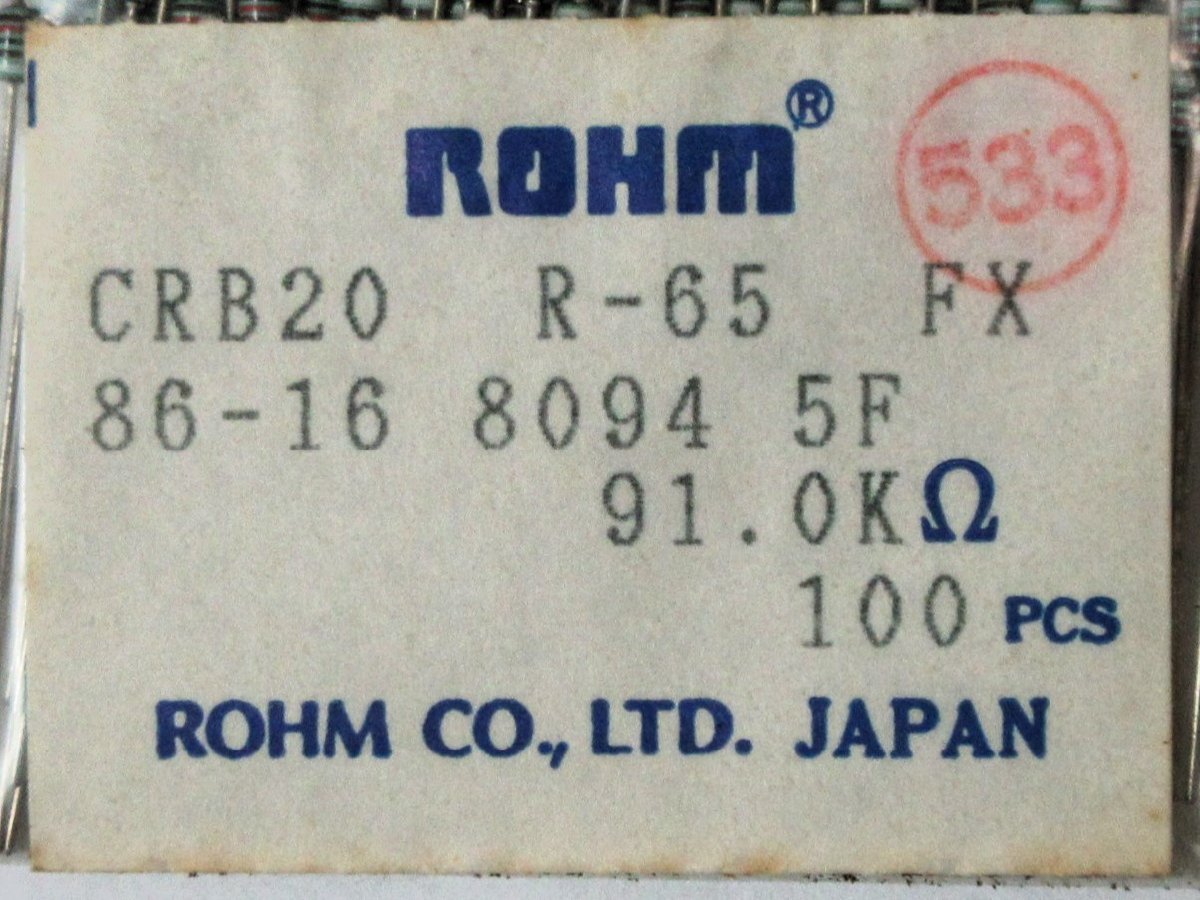 ROHM®
533
CRB20 R-65 FX
86-16 8094 5F
91.0KΩ
100 PCS
ROHM CO., LTD. JAPAN